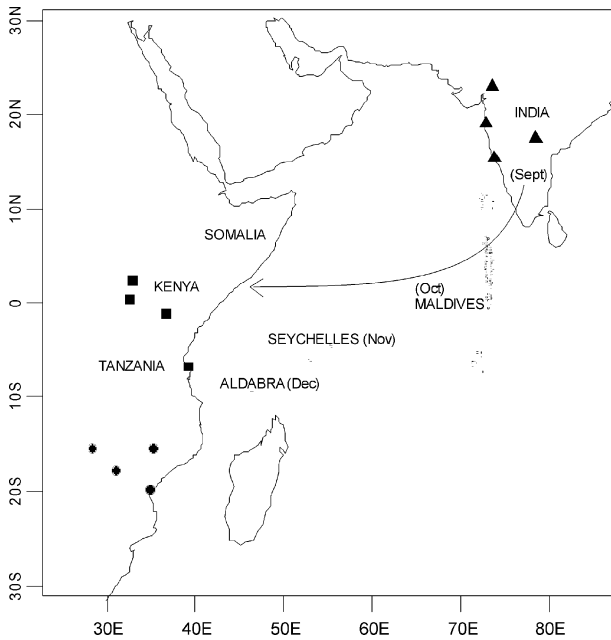 30N
20N
INDIA
(Sept)
10N
SOMALIA
KENYA
(Oct)
MALDIVES
0
SEYCHELLES (Nov)
TANZANIA
ALDABRA (Dec)
10S
20S
30S
30E 40E 50E 60E 70E 80E